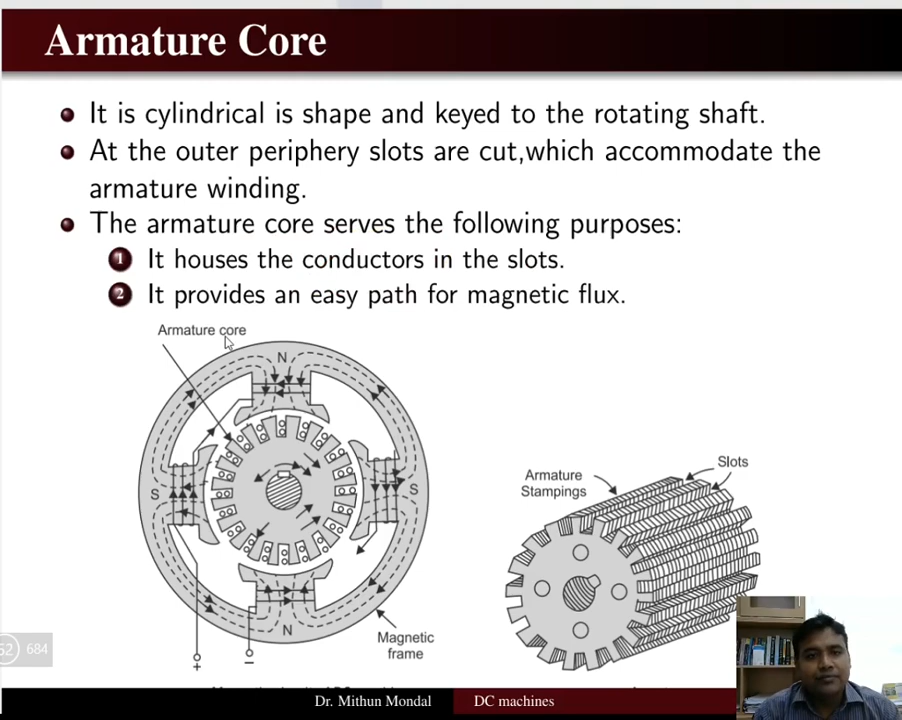 Armature Core
It is cylindrical is shape and keyed to the rotating shaft.
At the outer periphery slots are cut,which accommodate the
armature winding.
The armature core serves the following purposes:
1 It houses the conductors in the slots.
2 It provides an easy path for magnetic flux.
Armature core
N
S
S
N
Magnetic
frame
+
−
Armature
Stampings
Slots
62 684
Dr. Mithun Mondal
DC machines